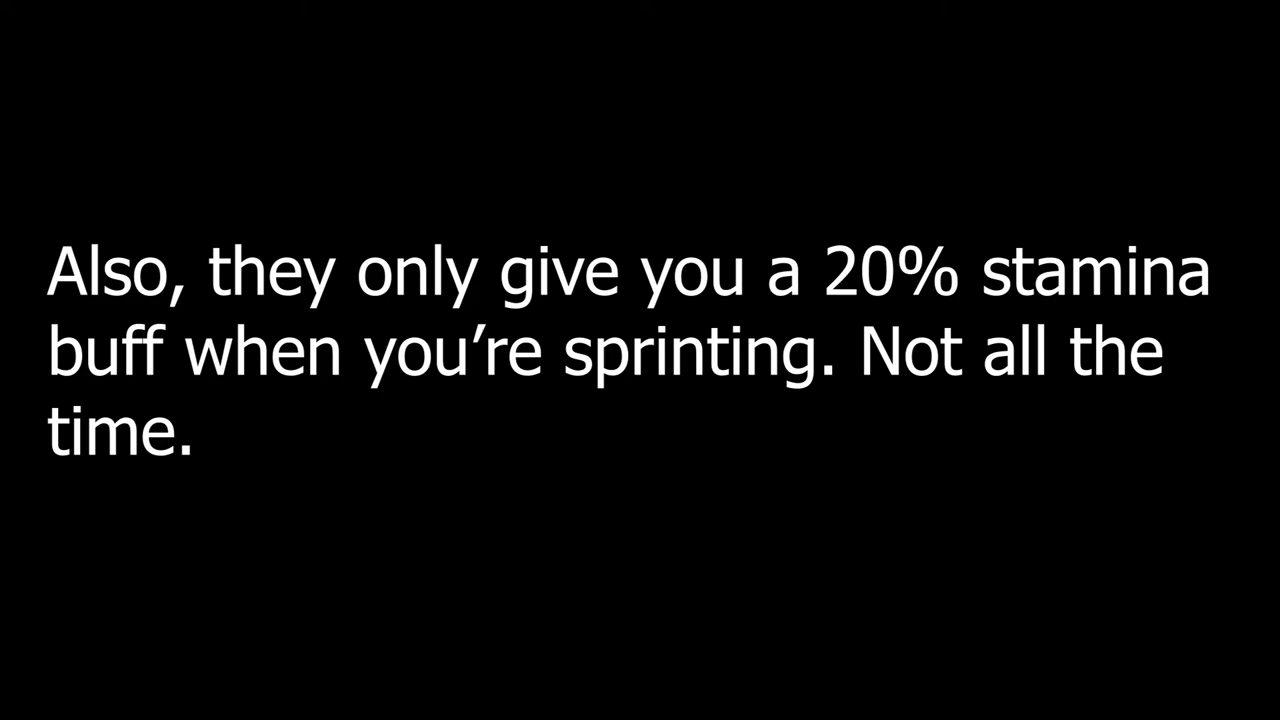 Also, they only give you a 20% stamina
buff when you’re sprinting. Not all the
time.